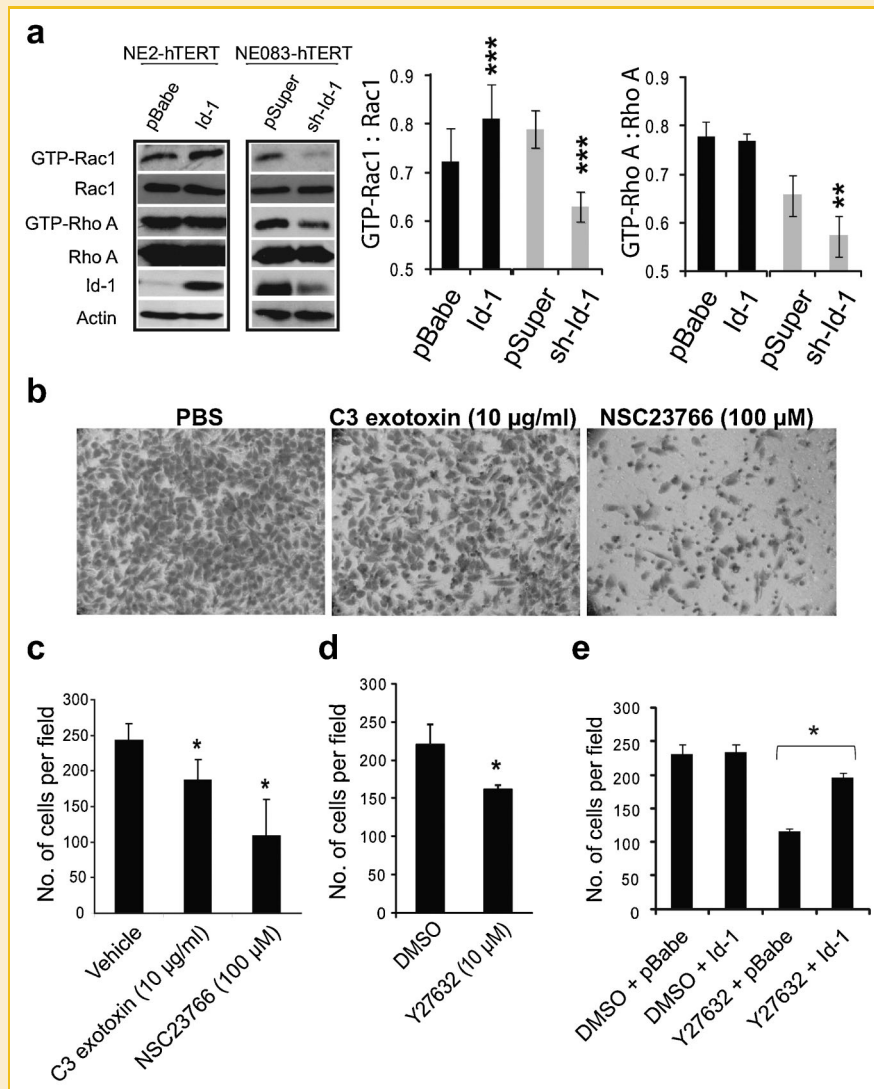 a
NE2-hTERT
NE083-hTERT
pBabe
Id-1
pSuper
sh-Id-1
GTP-Rac1
Rac1
GTP-Rho A
Rho A
Id-1
Actin
GTP-Rac1 : Rac1
0.9
0.8
0.7
0.6
0.5
***
***
pBabe
Id-1
pSuper
sh-Id-1
GTP-Rho A : Rho A
0.9
0.8
0.7
0.6
0.5
**
pBabe
Id-1
pSuper
sh-Id-1
b
PBS
C3 exotoxin (10 µg/ml)
NSC23766 (100 µM)
c
No. of cells per field
300
250
200
150
100
50
0
*
*
Vehicle
C3 exotoxin (10 µg/ml)
NSC23766 (100 µM)
d
No. of cells per field
300
250
200
150
100
50
0
*
DMSO
Y27632 (10 µM)
e
No. of cells per field
300
250
200
150
100
50
0
*
DMSO + pBabe
DMSO + Id-1
Y27632 + pBabe
Y27632 + Id-1